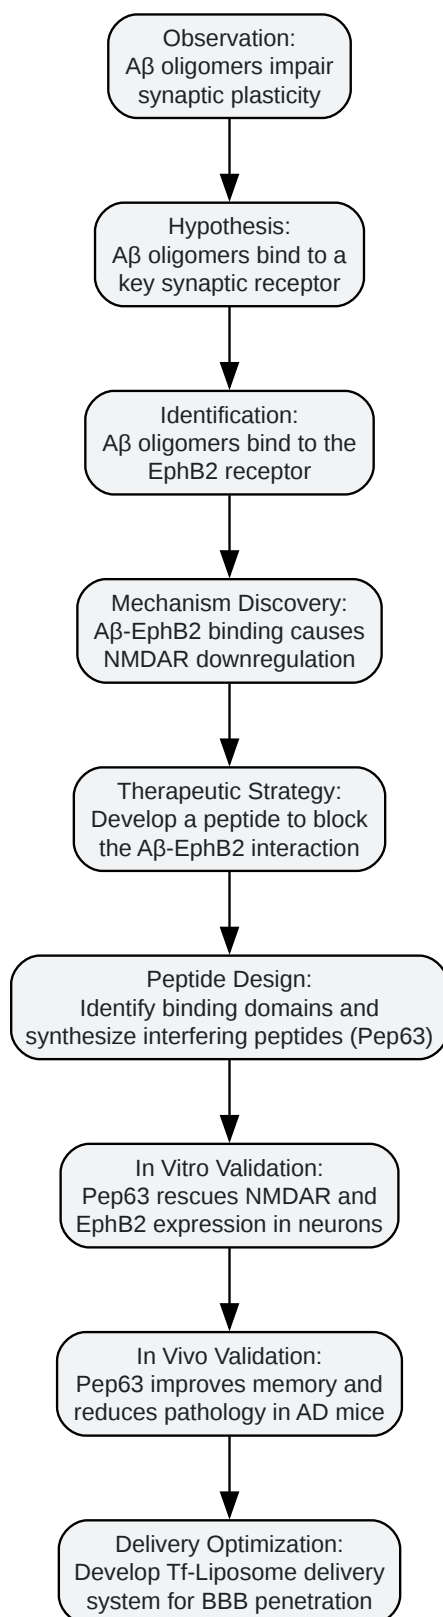 Observation:
Aβ oligomers impair
synaptic plasticity
Hypothesis:
Aβ oligomers bind to a
key synaptic receptor
Identification:
Aβ oligomers bind to the
EphB2 receptor
Mechanism Discovery:
Aβ-EphB2 binding causes
NMDAR downregulation
Therapeutic Strategy:
Develop a peptide to block
the Aβ-EphB2 interaction
Peptide Design:
Identify binding domains and
synthesize interfering peptides (Pep63)
In Vitro Validation:
Pep63 rescues NMDAR and
EphB2 expression in neurons
In Vivo Validation:
Pep63 improves memory and
reduces pathology in AD mice
Delivery Optimization:
Develop Tf-Liposome delivery
system for BBB penetration